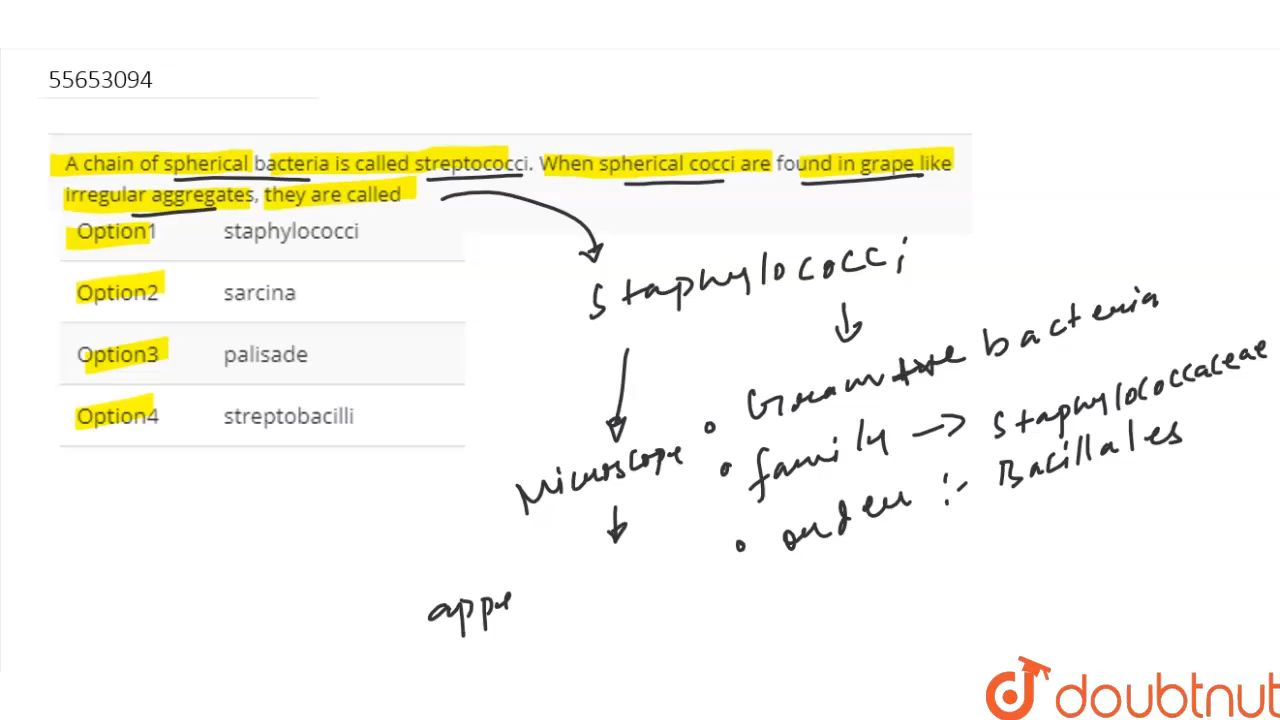 55653094
A chain of spherical bacteria is called streptococci. When spherical cocci are found in grape like
irregular aggregates, they are called
Option1 staphylococci
Option2 sarcina
Option3 palisade
Option4 streptobacilli
Staphylococci
Gram +ve bacteria
family → Staphylococcaceae
order :- Bacillales
Microscope
appe
doubtnut